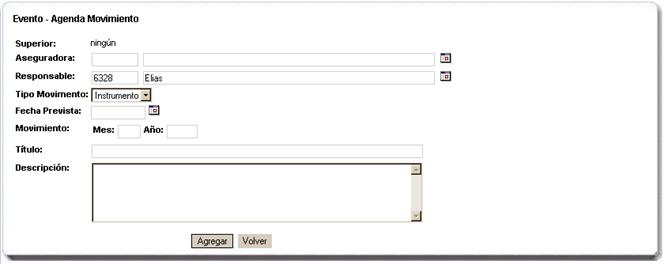 Evento - Agenda Movimiento
Superior: ningún
Aseguradora:
Responsable: 6328 Elias
Tipo Movimento: Instrumento
Fecha Prevista:
Movimiento: Mes: Año:
Título:
Descripción:
Agregar Volver